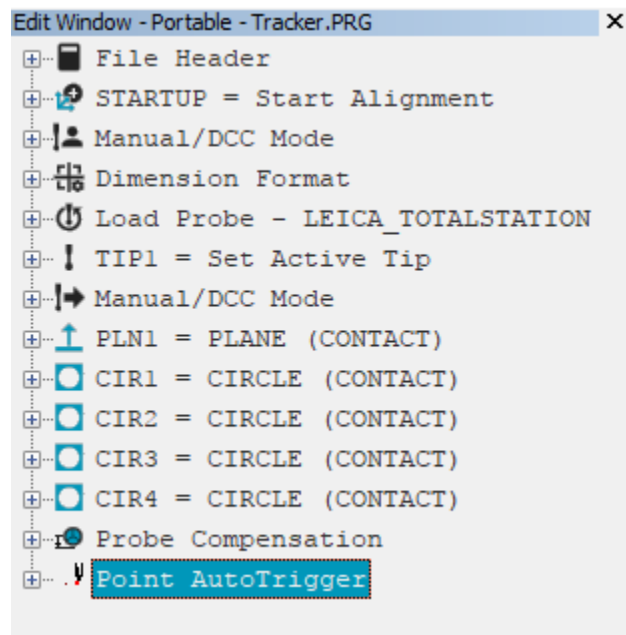 Edit Window - Portable - Tracker.PRG
File Header
STARTUP = Start Alignment
Manual/DCC Mode
Dimension Format
Load Probe - LEICA_TOTALSTATION
TIP1 = Set Active Tip
Manual/DCC Mode
PLN1 = PLANE (CONTACT)
CIR1 = CIRCLE (CONTACT)
CIR2 = CIRCLE (CONTACT)
CIR3 = CIRCLE (CONTACT)
CIR4 = CIRCLE (CONTACT)
Probe Compensation
Point AutoTrigger